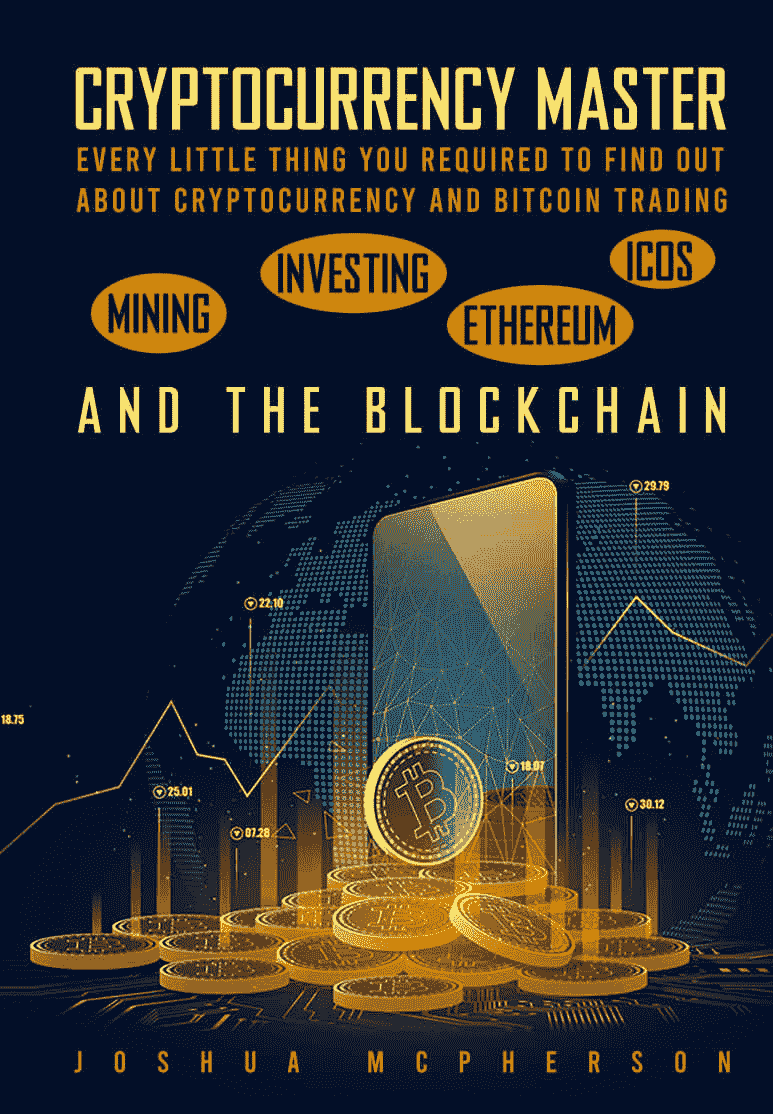 CRYPTOCURRENCY MASTER
EVERY LITTLE THING YOU REQUIRED TO FIND OUT
ABOUT CRYPTOCURRENCY AND BITCOIN TRADING
MINING
INVESTING
ETHEREUM
ICOS
AND THE BLOCKCHAIN
29.79
22.10
18.75
18.07
25.01
30.12
07.28
JOSHUA MCPHERSON